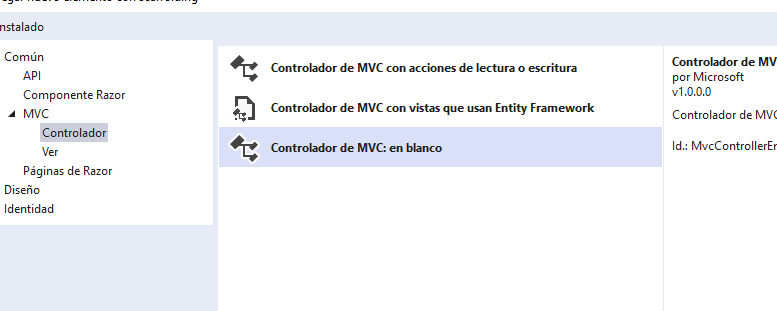 nstalado
Común
API
Componente Razor
MVC
Controlador
Ver
Páginas de Razor
Diseño
Identidad
Controlador de MVC con acciones de lectura o escritura
Controlador de MVC con vistas que usan Entity Framework
Controlador de MVC: en blanco
Controlador de MV
por Microsoft
v1.0.0.0
Controlador de MVC
Id.: MvcControllerEr